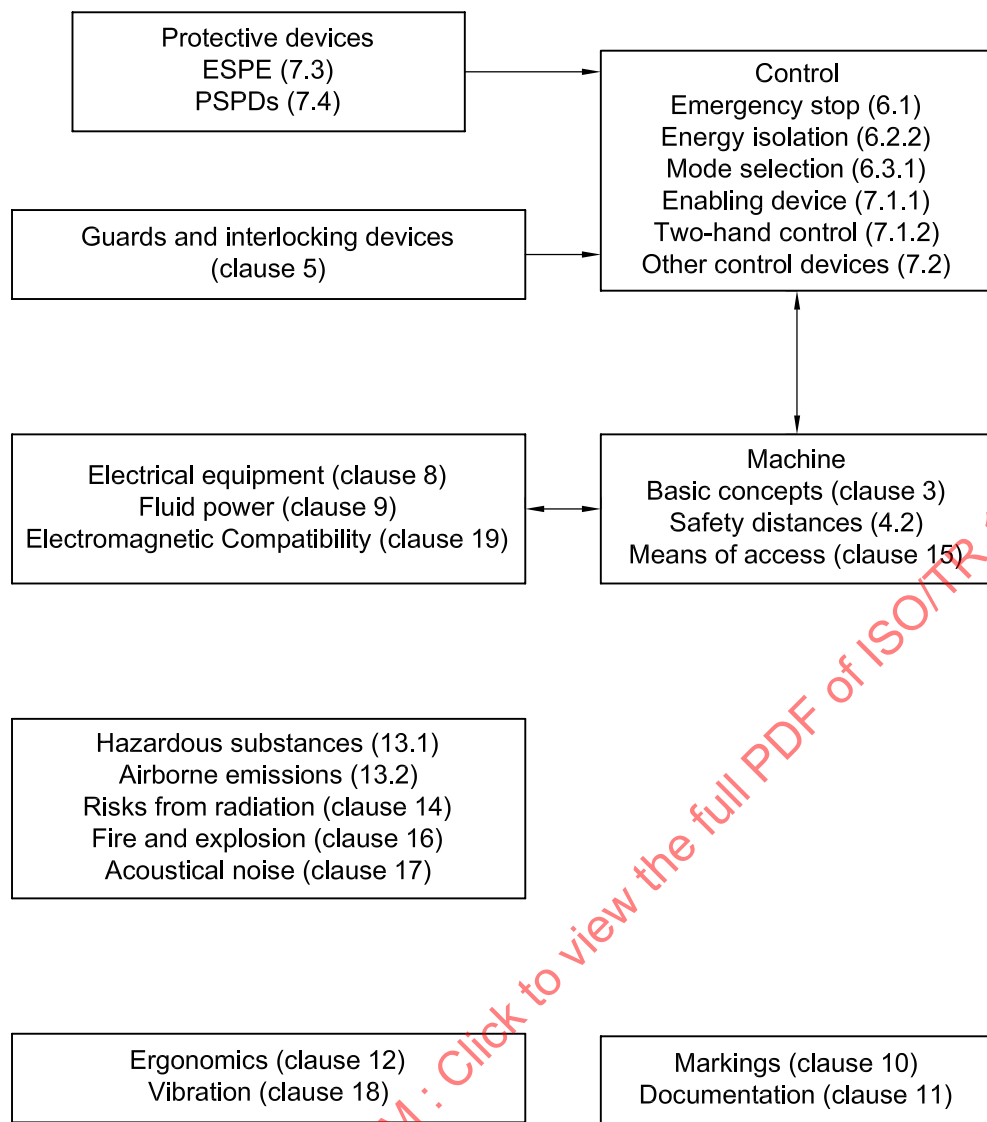 Protective devices
ESPE (7.3)
PSPDs (7.4)
Control
Emergency stop (6.1)
Energy isolation (6.2.2)
Mode selection (6.3.1)
Enabling device (7.1.1)
Two-hand control (7.1.2)
Other control devices (7.2)
Guards and interlocking devices
(clause 5)
Electrical equipment (clause 8)
Fluid power (clause 9)
Electromagnetic Compatibility (clause 19)
Machine
Basic concepts (clause 3)
Safety distances (4.2)
Means of access (clause 15)
Hazardous substances (13.1)
Airborne emissions (13.2)
Risks from radiation (clause 14)
Fire and explosion (clause 16)
Acoustical noise (clause 17)
Ergonomics (clause 12)
Vibration (clause 18)
Markings (clause 10)
Documentation (clause 11)
M : Click to view the full PDF of ISO/TR